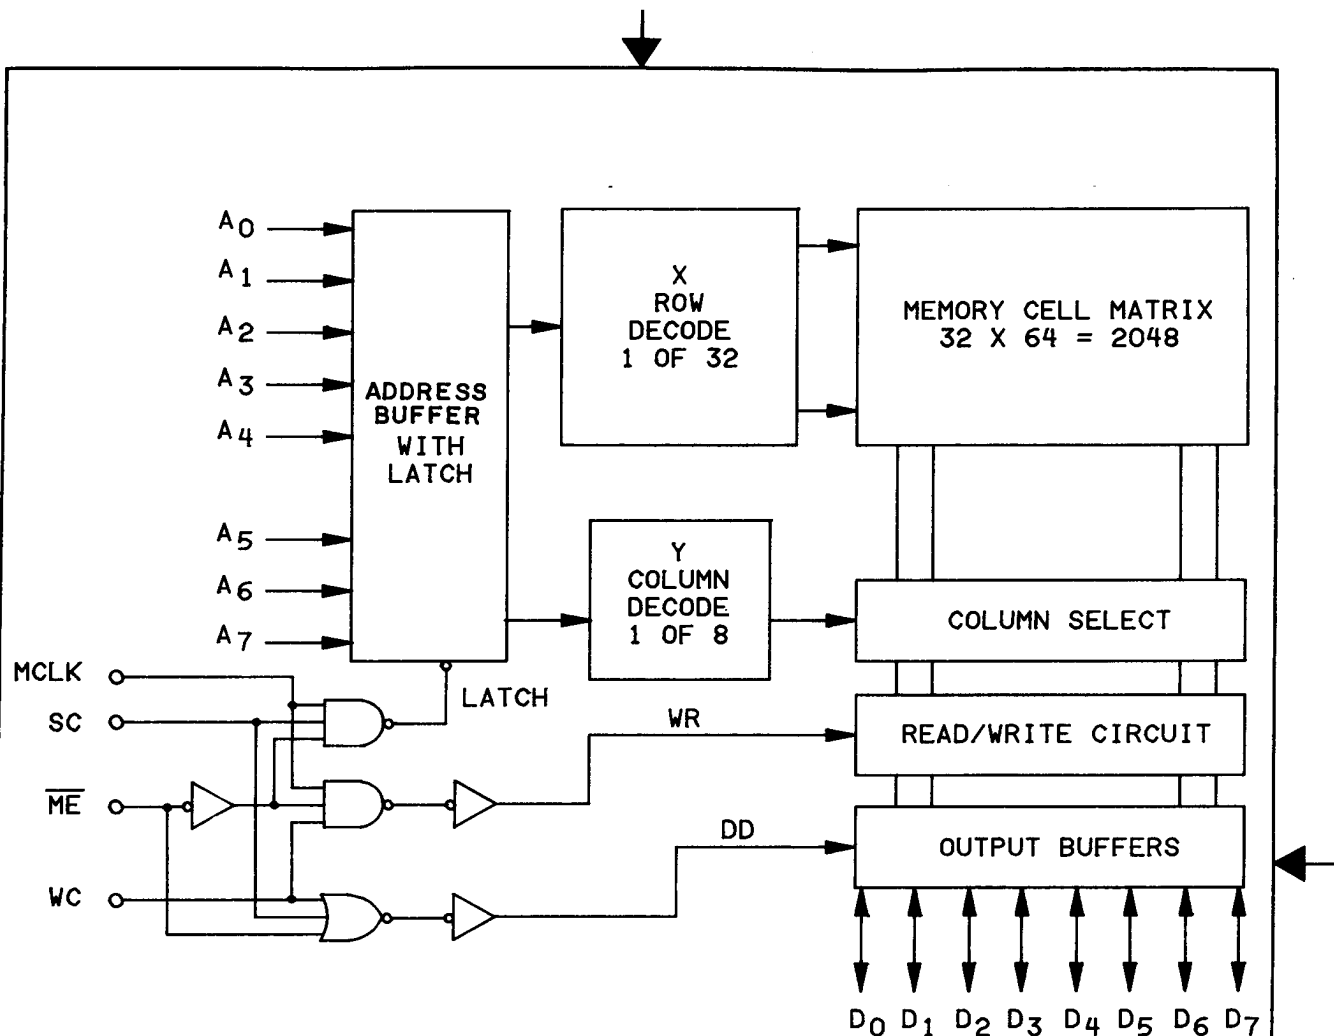 A0
A1
A2
A3
A4
A5
A6
A7
ADDRESS
BUFFER
WITH
LATCH
X
ROW
DECODE
1 OF 32
MEMORY CELL MATRIX
32 X 64 = 2048
Y
COLUMN
DECODE
1 OF 8
COLUMN SELECT
MCLK
SC
ME
WC
LATCH
WR
READ/WRITE CIRCUIT
DD
OUTPUT BUFFERS
D0 D1 D2 D3 D4 D5 D6 D7